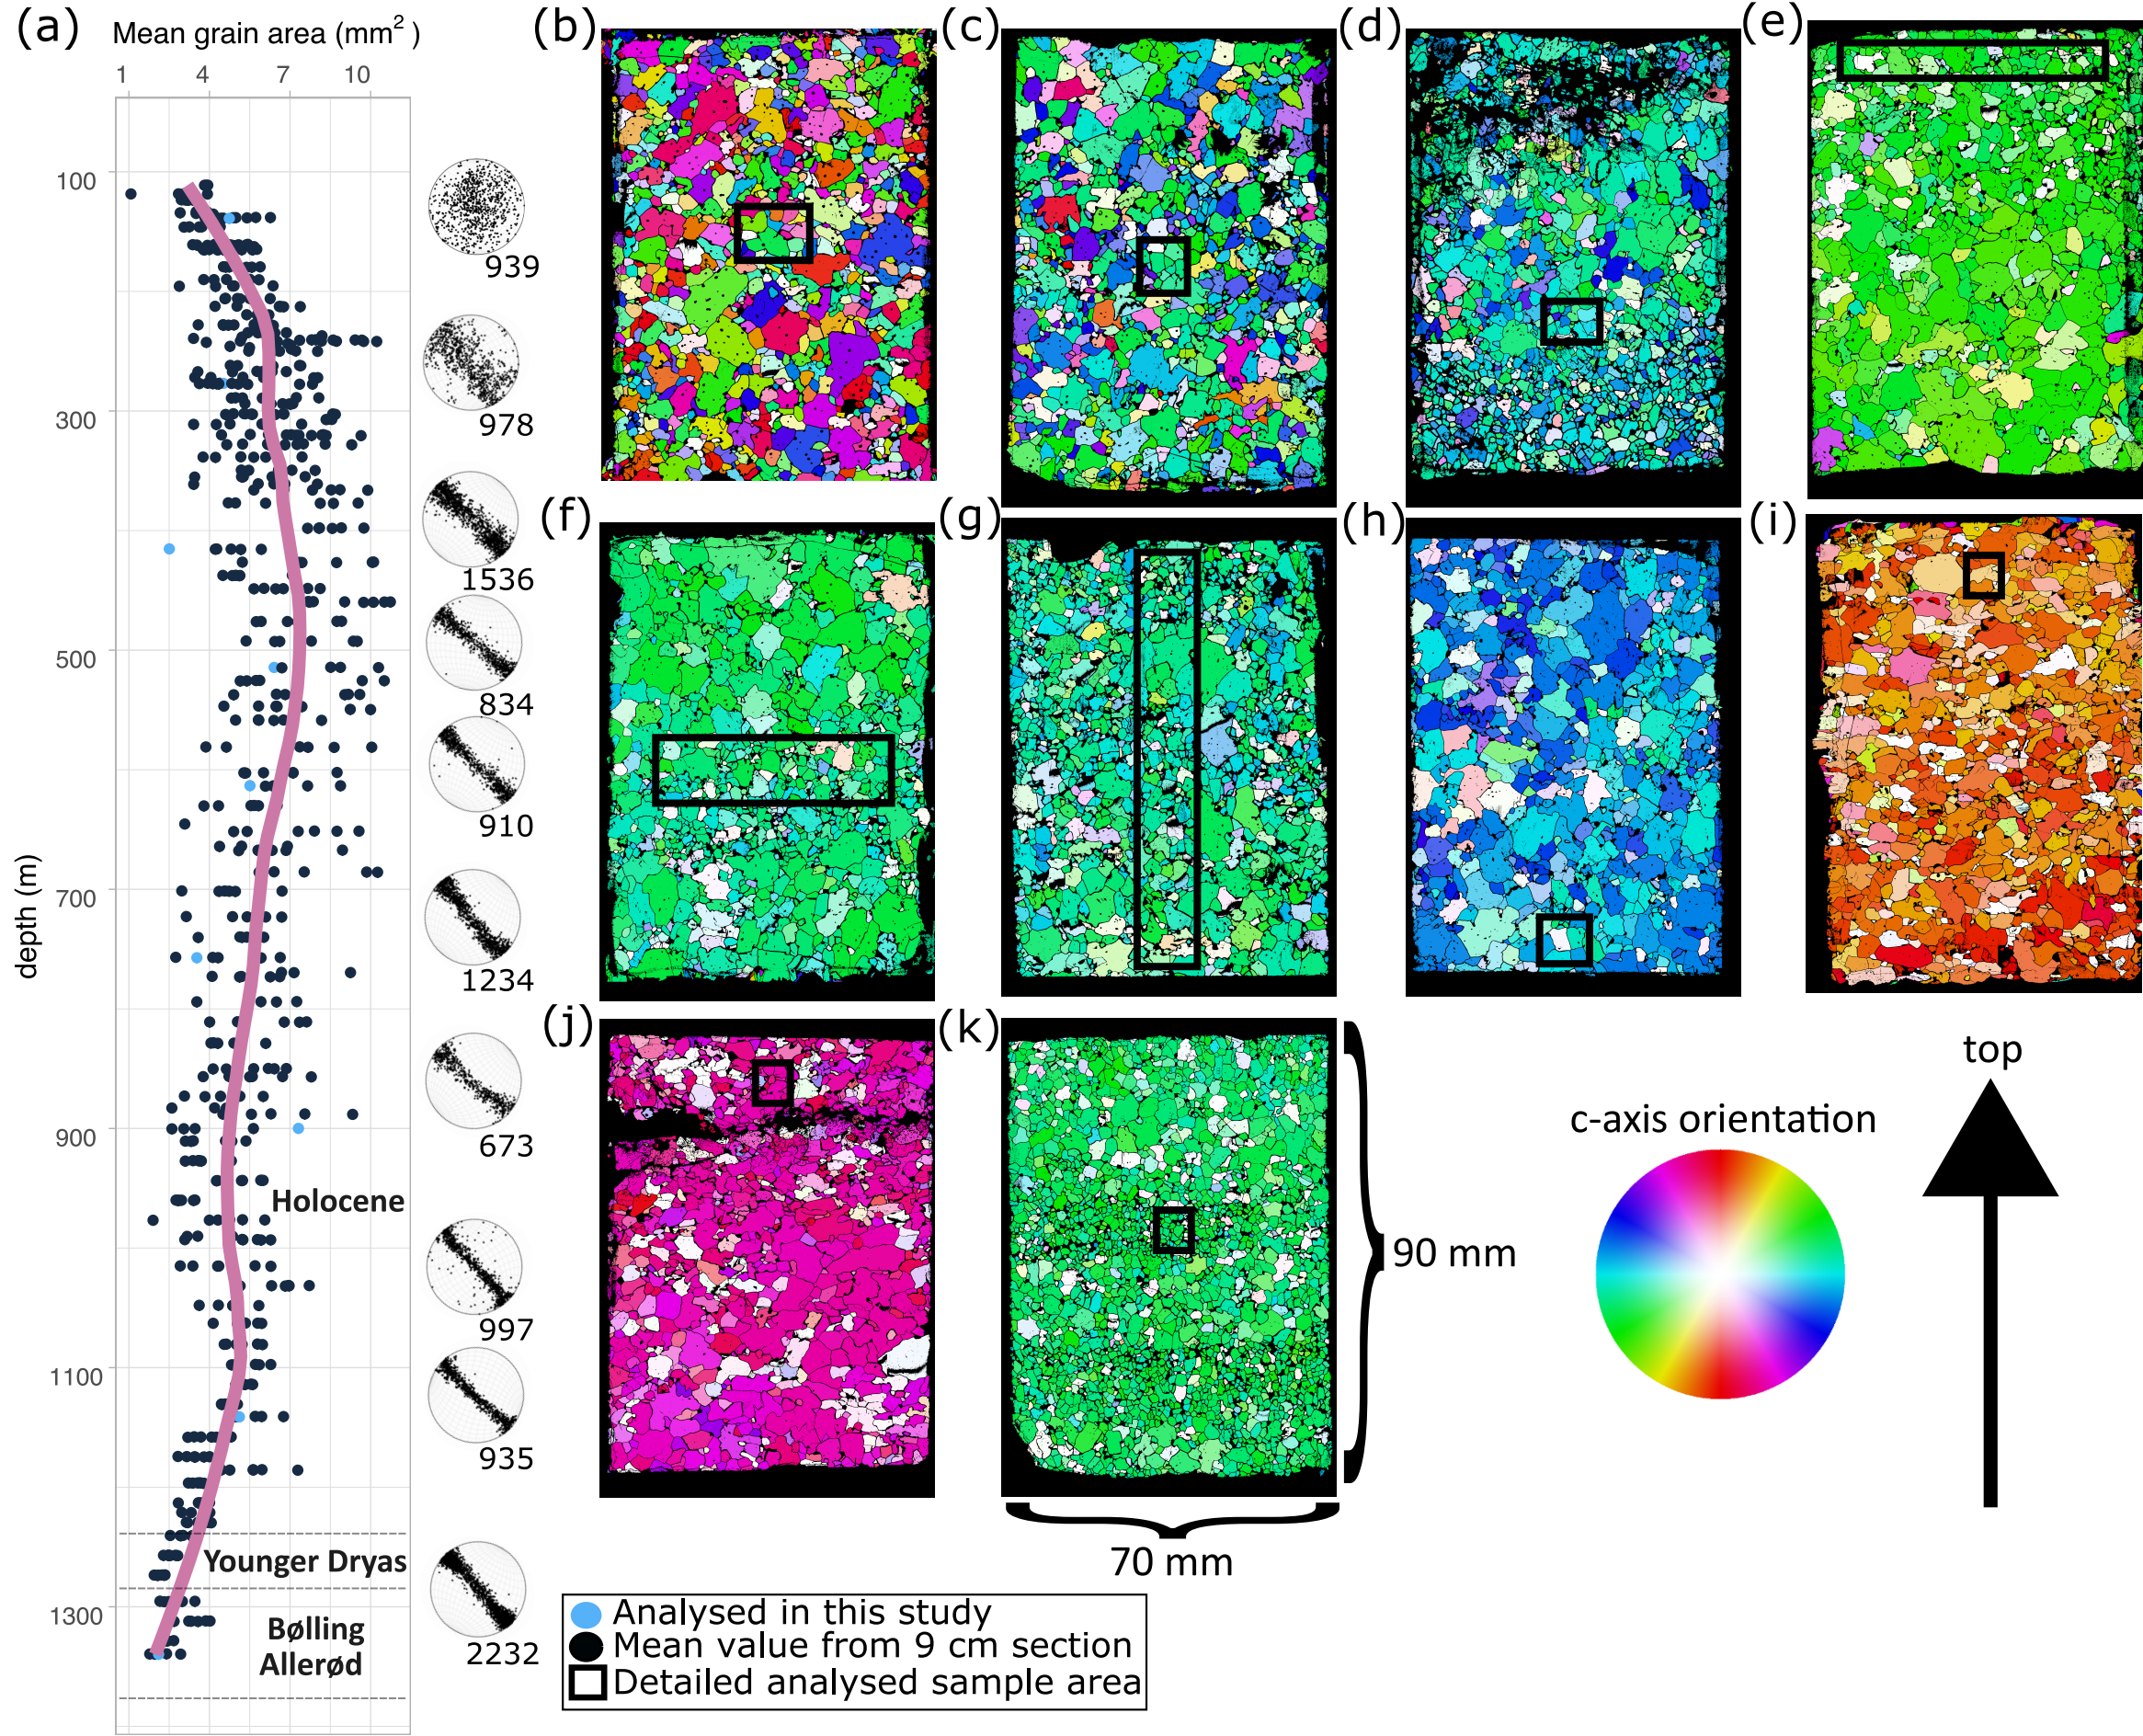 (a) Mean grain area (mm²)
1 4 7 10
depth (m)
100
300
500
700
900
1100
1300
Holocene
Younger Dryas
Bølling
Allerød
939
978
1536
834
910
1234
673
997
935
2232
(b) (c) (d) (e)
(f) (g) (h) (i)
(j) (k)
90 mm
70 mm
c-axis orientation
top
Analysed in this study
Mean value from 9 cm section
Detailed analysed sample area